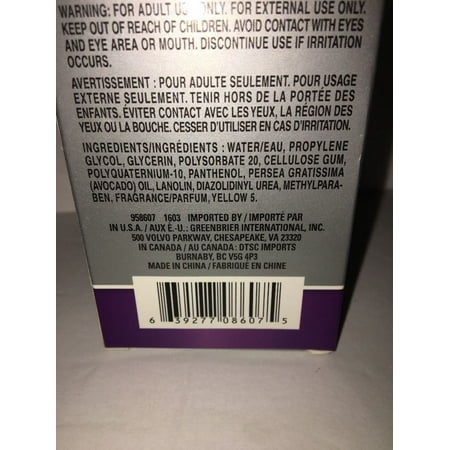 WARNING: FOR ADULT USE ONLY. FOR EXTERNAL USE ONLY.
KEEP OUT OF REACH OF CHILDREN. AVOID CONTACT WITH EYES
AND EYE AREA OR MOUTH. DISCONTINUE USE IF IRRITATION
OCCURS.
AVERTISSEMENT : POUR ADULTE SEULEMENT. POUR USAGE
EXTERNE SEULEMENT. TENIR HORS DE LA PORTÉE DES
ENFANTS. ÉVITER CONTACT AVEC LES YEUX, LA RÉGION DES
YEUX OU LA BOUCHE. CESSER D'UTILISER EN CAS D'IRRITATION.
INGREDIENTS/INGRÉDIENTS : WATER/EAU, PROPYLENE
GLYCOL, GLYCERIN, POLYSORBATE 20, CELLULOSE GUM,
POLYQUATERNIUM-10, PANTHENOL, PERSEA GRATISSIMA
(AVOCADO) OIL, LANOLIN, DIAZOLIDINYL UREA, METHYLPARA-
BEN, FRAGRANCE/PARFUM, YELLOW 5.
958607 1603 IMPORTED BY / IMPORTÉ PAR
IN U.S.A. / AUX É.-U.: GREENBRIER INTERNATIONAL, INC.
500 VOLVO PARKWAY, CHESAPEAKE, VA 23320
IN CANADA / AU CANADA: DTSC IMPORTS
BURNABY, BC V5G 4P3
MADE IN CHINA / FABRIQUÉ EN CHINE
6 39277 08607 5